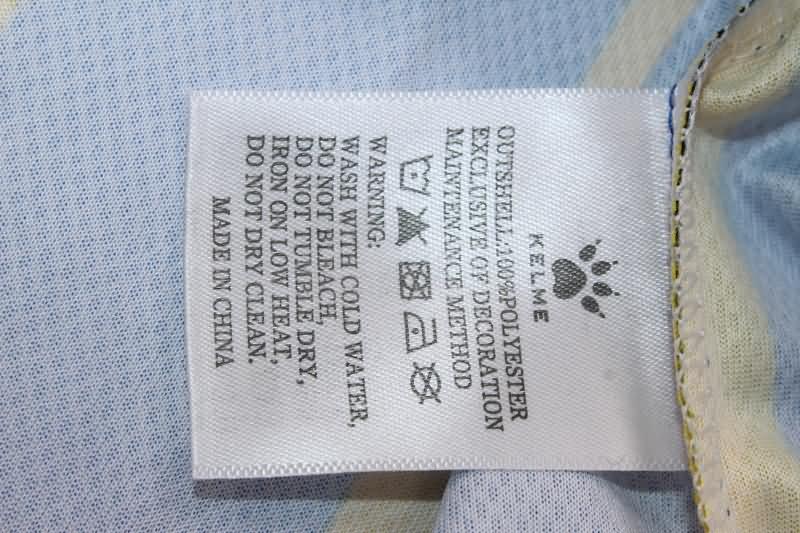 KELME
OUTSHELL:100%POLYESTER
EXCLUSIVE OF DECORATION
MAINTENANCE METHOD
WARNING:
WASH WITH COLD WATER,
DO NOT BLEACH,
DO NOT TUMBLE DRY,
IRON ON LOW HEAT,
DO NOT DRY CLEAN.
MADE IN CHINA